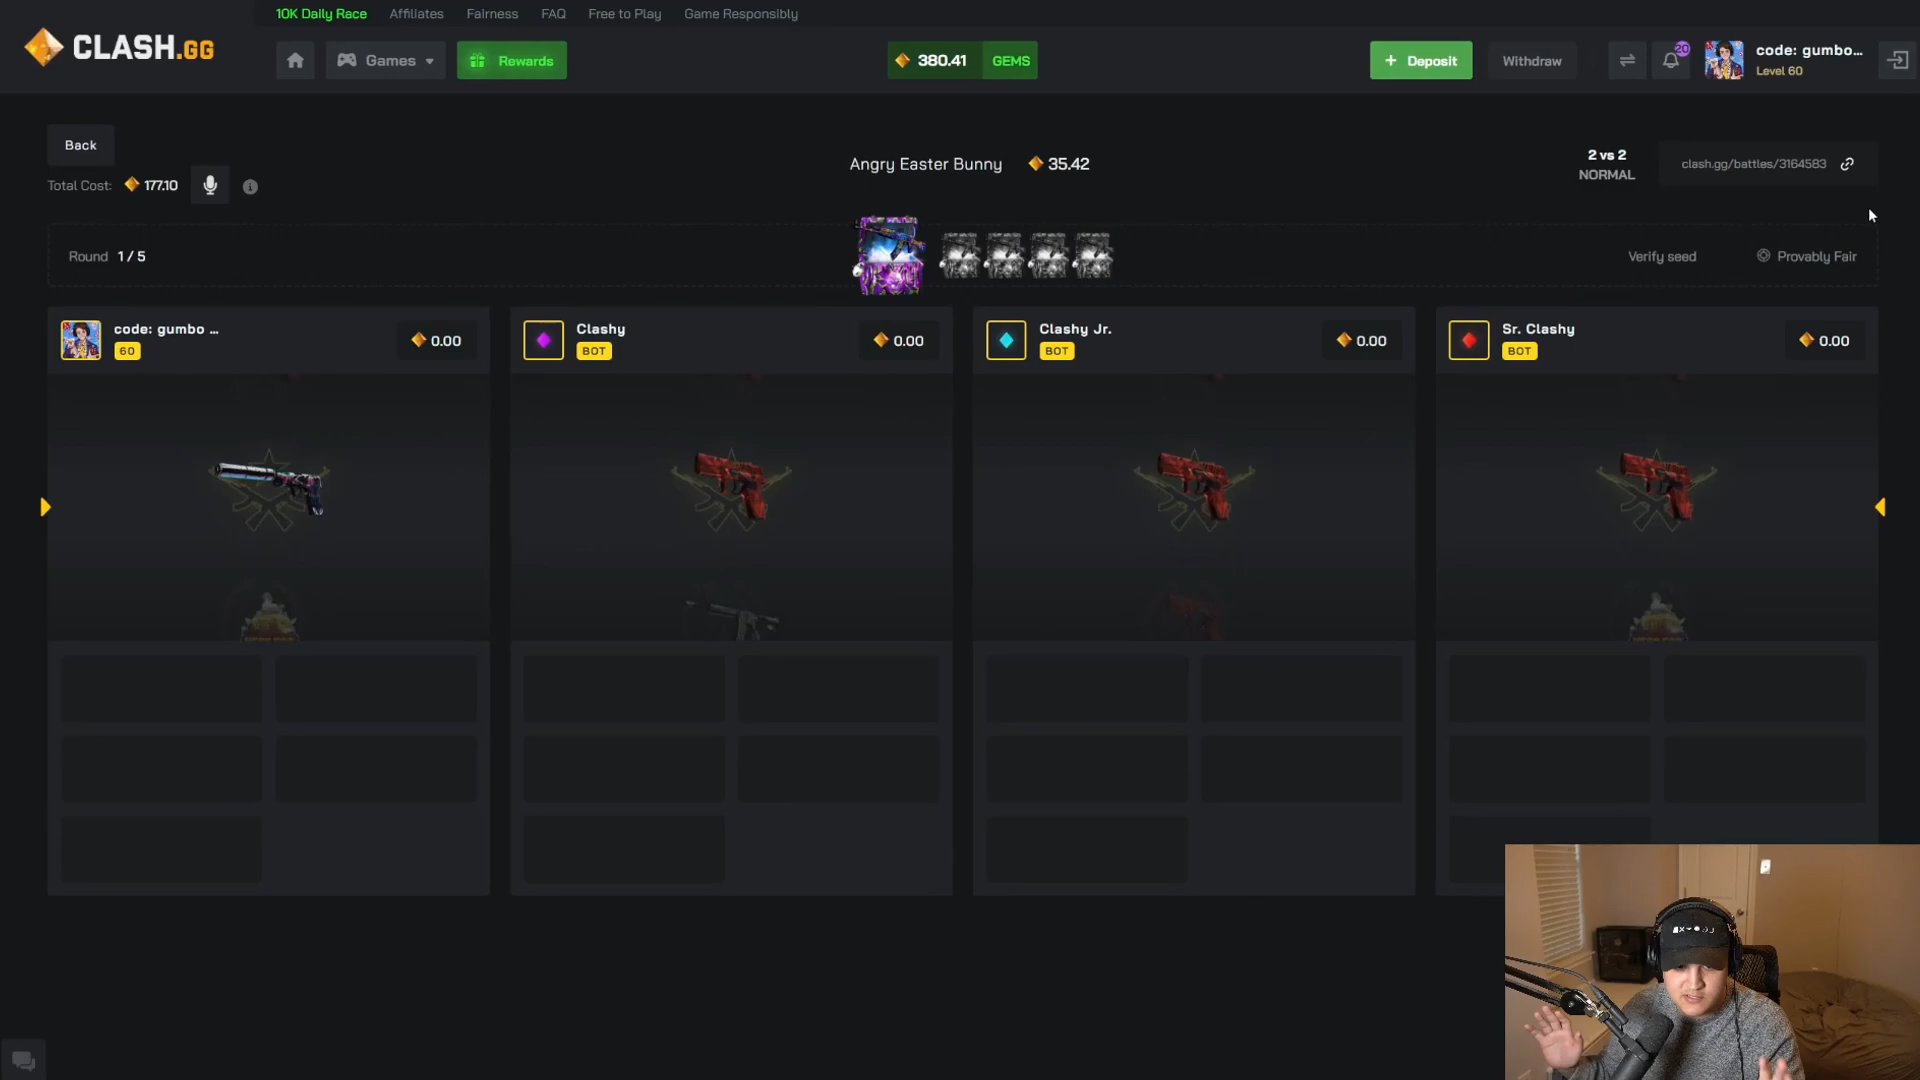 10K Daily Race Affiliates Fairness FAQ Free to Play Game Responsibly
CLASH.GG
Games
Rewards
380.41 GEMS
+ Deposit
Withdraw
20
code: gumbo...
Level 60
Back
Total Cost: 177.10
Angry Easter Bunny 35.42
2 vs 2
NORMAL
clash.gg/battles/3164583
Round 1 / 5
Verify seed
Provably Fair
code: gumbo ...
60
0.00
Clashy
BOT
0.00
Clashy Jr.
BOT
0.00
Sr. Clashy
BOT
0.00